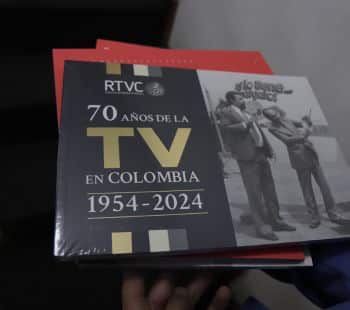 RTVC
70 AÑOS DE LA
TV
EN COLOMBIA
1954-2024